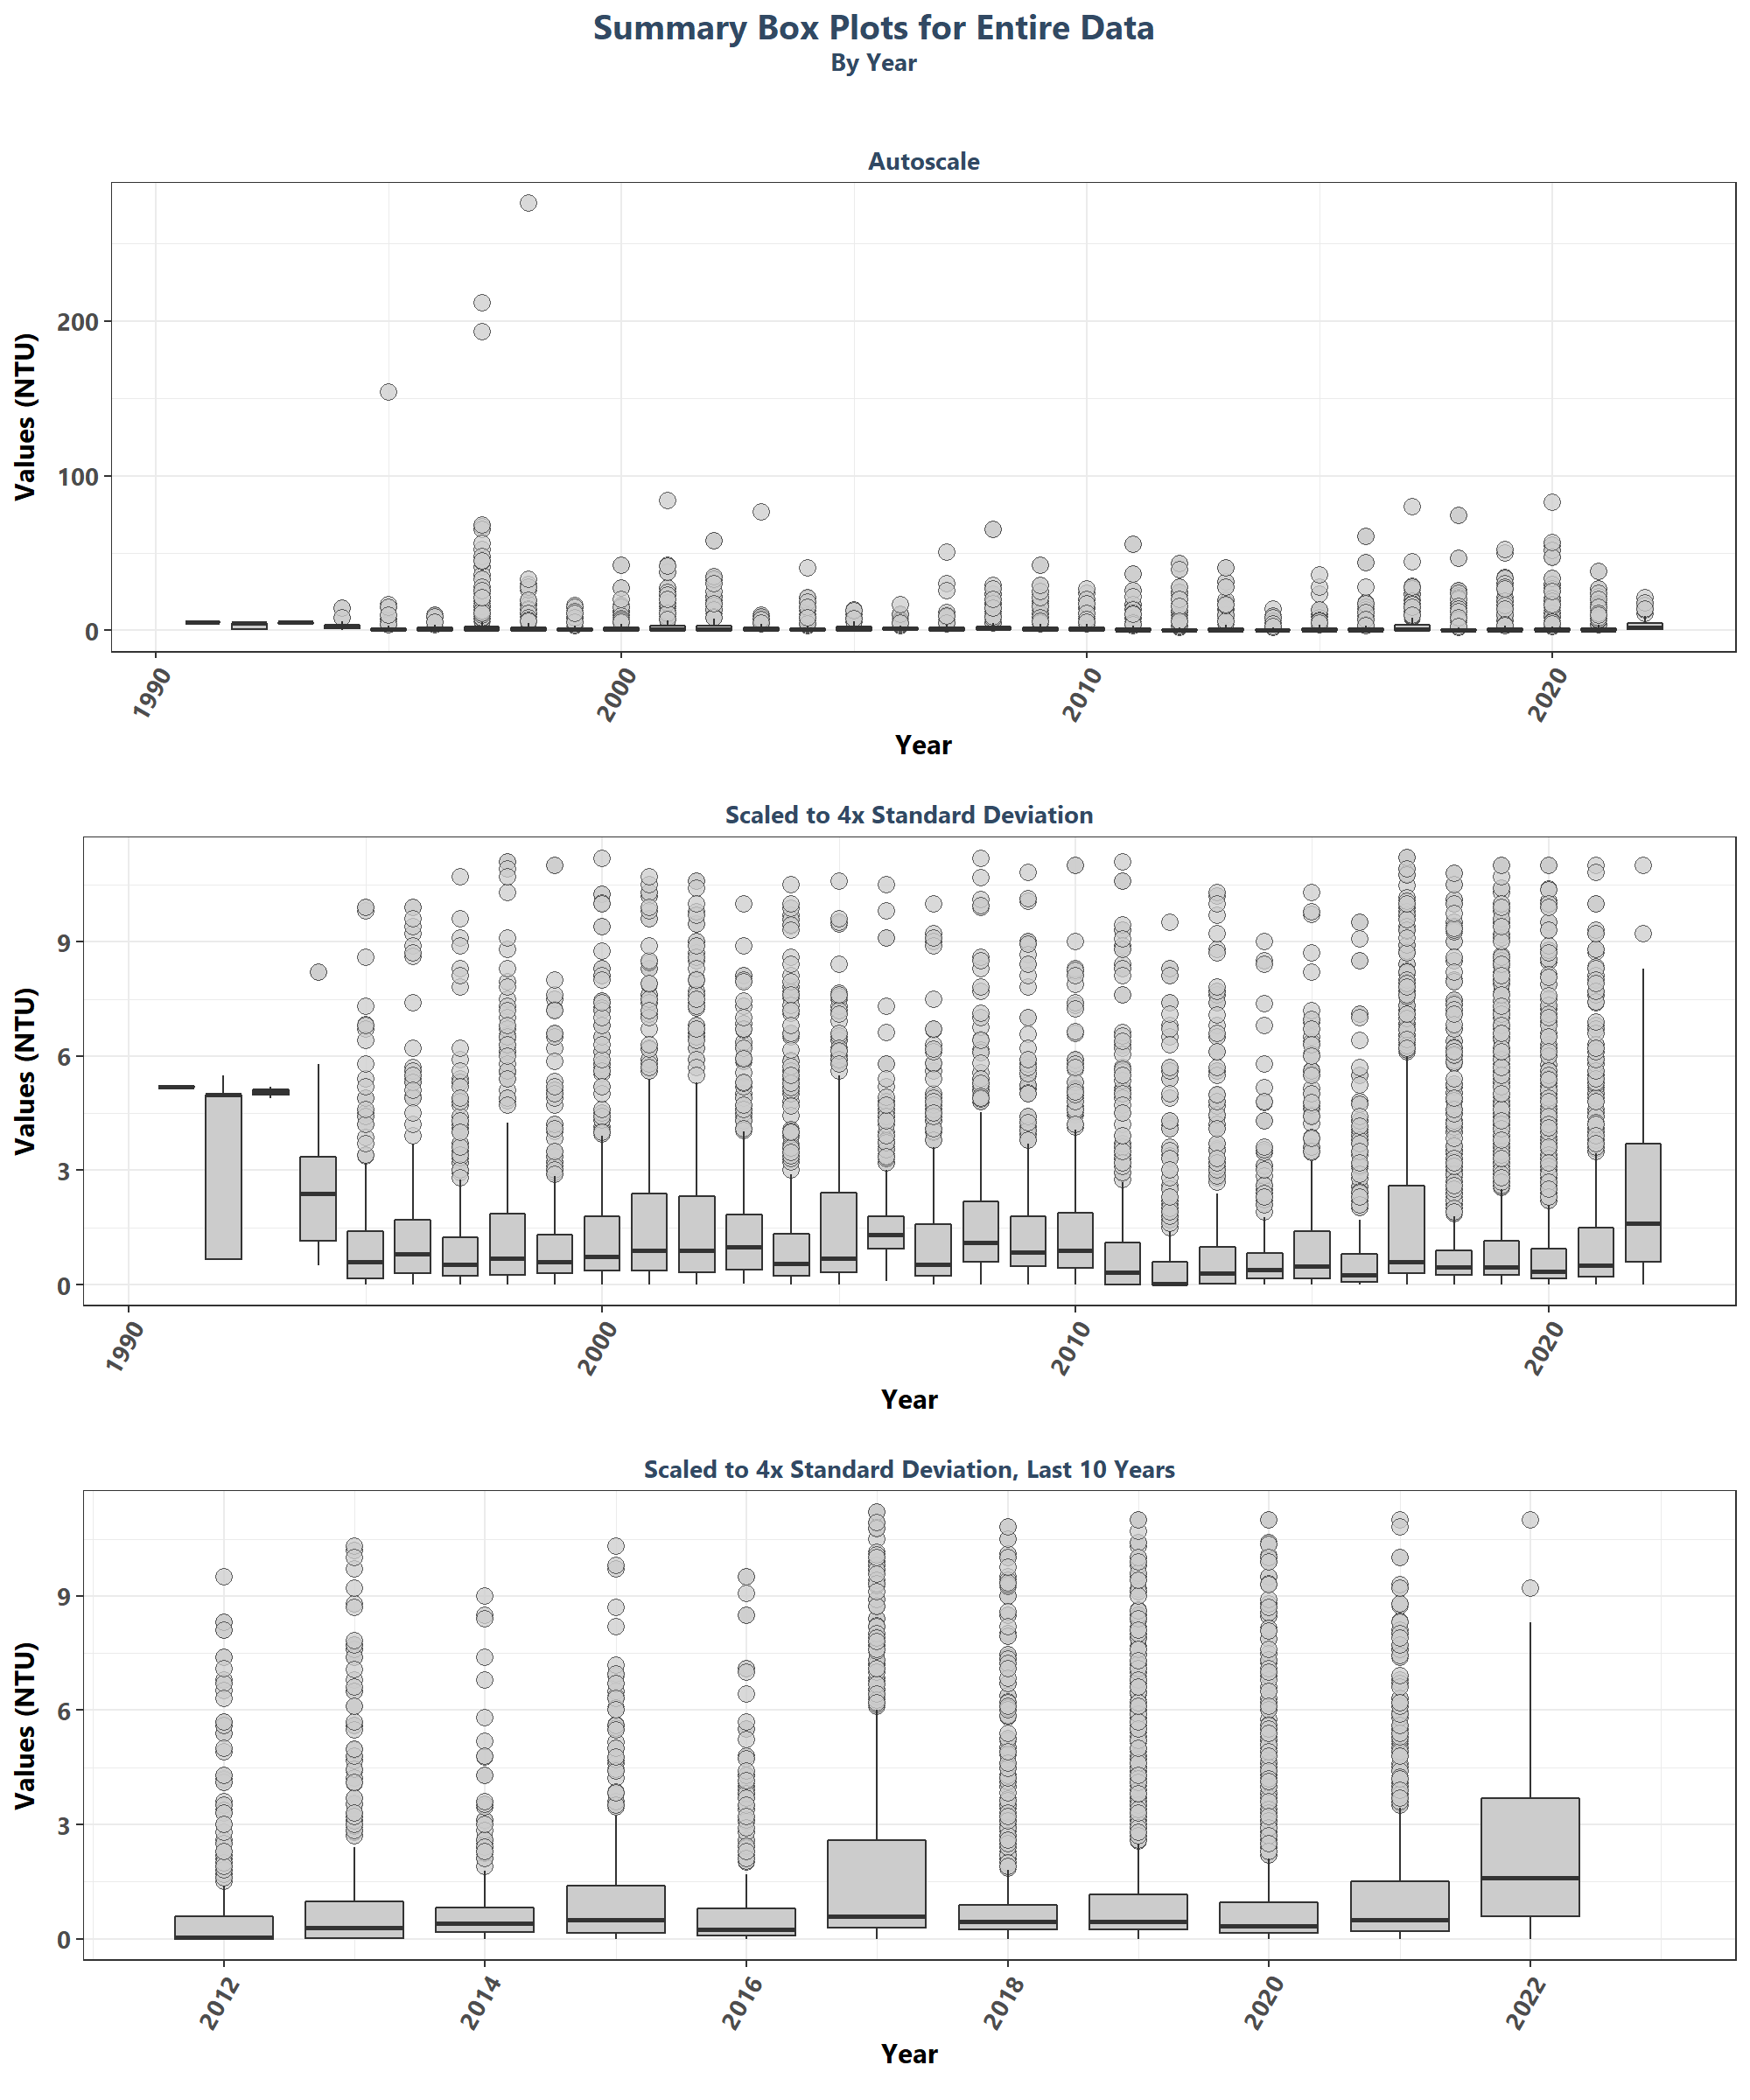 Summary Box Plots for Entire Data
By Year
Autoscale
Values (NTU)
200
100
0
1990
2000
2010
2020
Year
Scaled to 4x Standard Deviation
Values (NTU)
9
6
3
0
1990
2000
2010
2020
Year
Scaled to 4x Standard Deviation, Last 10 Years
Values (NTU)
9
6
3
0
2012
2014
2016
2018
2020
2022
Year